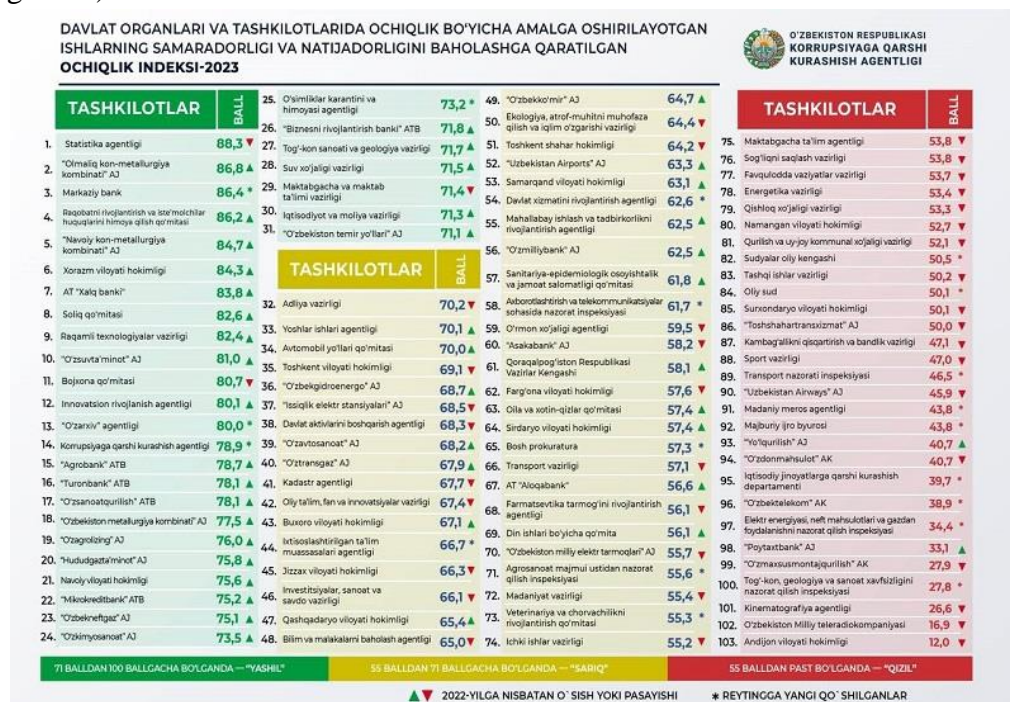 DAVLAT ORGANLARI VA TASHKILOTLARIDA OCHIQLIK BO'YICHA AMALGA OSHIRILAYOTGAN
ISHLARNING SAMARADORLIGI VA NATIJADORLIGINI BAHOLASHGA QARATILGAN
OCHIQLIK INDEKSI-2023
O'ZBEKISTON RESPUBLIKASI
KORRUPSIYAGA QARSHI
KURASHISH AGENTLIGI
TASHKILOTLAR BALL
1. Statistika agentligi 88,3 ▼
2. "Olmaliq kon-metallurgiya
kombinati" AJ 86,8 ▲
3. Markaziy bank 86,4 *
4. Raqobatni rivojlantirish va iste'molchilar
huquqlarini himoya qilish qo'mitasi 86,2 ▲
5. "Navoiy kon-metallurgiya
kombinati" AJ 84,7 ▲
6. Xorazm viloyati hokimligi 84,3 ▲
7. AT "Xalq banki" 83,8 ▲
8. Soliq qo'mitasi 82,6 ▲
9. Raqamli texnologiyalar vazirligi 82,4 ▲
10. "O'zsuvta'minot" AJ 81,0 ▲
11. Bojxona qo'mitasi 80,7 ▼
12. Innovatsion rivojlanish agentligi 80,1 ▲
13. "O'zarxiv" agentligi 80,0 *
14. Korrupsiyaga qarshi kurashish agentligi 78,9 *
15. "Agrobank" ATB 78,7 ▲
16. "Turonbank" ATB 78,1 ▲
17. "O'zsanoatqurilish" ATB 78,1 ▲
18. "O'zbekiston metallurgiya kombinati" AJ 77,5 ▲
19. "O'zagrolizing" AJ 76,0 ▲
20. "Hududgazta'minot" AJ 75,8 ▲
21. Navoiy viloyati hokimligi 75,6 ▲
22. "Mikrokreditbank" ATB 75,2 ▲
23. "O'zbekneftgaz" AJ 75,1 ▲
24. "O'zkimyosanoat" AJ 73,5 ▲
25. O'simliklar karantini va
himoyasi agentligi 73,2 *
26. "Biznesni rivojlantirish banki" ATB 71,8 ▲
27. Tog'-kon sanoati va geologiya vazirligi 71,7 ▲
28. Suv xo'jaligi vazirligi 71,5 ▲
29. Maktabgacha va maktab
ta'limi vazirligi 71,4 ▼
30. Iqtisodiyot va moliya vazirligi 71,3 ▲
31. "O'zbekiston temir yo'llari" AJ 71,1 ▲
TASHKILOTLAR BALL
32. Adliya vazirligi 70,2 ▼
33. Yoshlar ishlari agentligi 70,1 ▲
34. Avtomobil yo'llari qo'mitasi 70,0 ▲
35. Toshkent viloyati hokimligi 69,1 ▼
36. "O'zbekgidroenergo" AJ 68,7 ▲
37. "Issiqlik elektr stansiyalari" AJ 68,5 ▼
38. Davlat aktivlarini boshqarish agentligi 68,3 ▼
39. "O'zavtosanoat" AJ 68,2 ▲
40. "O'ztransgaz" AJ 67,9 ▲
41. Kadastr agentligi 67,7 ▼
42. Oliy ta'lim, fan va innovatsiyalar vazirligi 67,4 ▼
43. Buxoro viloyati hokimligi 67,1 ▲
44. Ixtisoslashtirilgan ta'lim
muassasalari agentligi 66,7 *
45. Jizzax viloyati hokimligi 66,3 ▼
46. Investitsiyalar, sanoat va
savdo vazirligi 66,1 ▼
47. Qashqadaryo viloyati hokimligi 65,4 ▲
48. Bilim va malakalarni baholash agentligi 65,0 ▼
49. "O'zbekko'mir" AJ 64,7 ▲
50. Ekologiya, atrof-muhitni muhofaza
qilish va iqlim o'zgarishi vazirligi 64,4 ▼
51. Toshkent shahar hokimligi 64,2 ▼
52. "Uzbekistan Airports" AJ 63,3 ▲
53. Samarqand viloyati hokimligi 63,1 ▲
54. Davlat xizmatini rivojlantirish agentligi 62,6 *
55. Mahallabay ishlash va tadbirkorlikni
rivojlantirish agentligi 62,5 ▲
56. "O'zmilliybank" AJ 62,5 ▲
57. Sanitariya-epidemiologik osoyishtalik
va jamoat salomatligi qo'mitasi 61,8 ▲
58. Axborotlashtirish va telekommunikatsiyalar
sohasida nazorat inspeksiyasi 61,7 *
59. O'rmon xo'jaligi agentligi 59,5 ▼
60. "Asakabank" AJ 58,2 ▼
61. Qoraqalpog'iston Respublikasi
Vazirlar Kengashi 58,1 ▲
62. Farg'ona viloyati hokimligi 57,6 ▼
63. Oila va xotin-qizlar qo'mitasi 57,4 ▲
64. Sirdaryo viloyati hokimligi 57,4 ▲
65. Bosh prokuratura 57,3 *
66. Transport vazirligi 57,1 ▼
67. AT "Aloqabank" 56,6 ▲
68. Farmatsevtika tarmog'ini rivojlantirish
agentligi 56,1 ▼
69. Din ishlari bo'yicha qo'mita 56,1 ▲
70. "O'zbekiston milliy elektr tarmoqlari" AJ 55,7 ▼
71. Agrosanoat majmui ustidan nazorat
qilish inspeksiyasi 55,6 *
72. Madaniyat vazirligi 55,4 ▼
73. Veterinariya va chorvachilikni
rivojlantirish qo'mitasi 55,3 *
74. Ichki ishlar vazirligi 55,2 ▼
TASHKILOTLAR BALL
75. Maktabgacha ta'lim agentligi 53,8 ▼
76. Sog'liqni saqlash vazirligi 53,8 ▼
77. Favqulodda vaziyatlar vazirligi 53,7 ▼
78. Energetika vazirligi 53,4 ▼
79. Qishloq xo'jaligi vazirligi 53,3 ▼
80. Namangan viloyati hokimligi 52,7 ▼
81. Qurilish va uy-joy kommunal xo'jaligi vazirligi 52,1 ▼
82. Sudyalar oliy kengashi 50,5 *
83. Tashqi ishlar vazirligi 50,2 ▼
84. Oliy sud 50,1 *
85. Surxondaryo viloyati hokimligi 50,1 ▼
86. "Toshshahartransxizmat" AJ 50,0 ▼
87. Kambag'allikni qisqartirish va bandlik vazirligi 47,1 ▼
88. Sport vazirligi 47,0 ▼
89. Transport nazorati inspeksiyasi 46,5 *
90. "Uzbekistan Airways" AJ 45,9 ▼
91. Madaniy meros agentligi 43,8 *
92. Majburiy ijro byurosi 43,8 *
93. "Yo'lqurilish" AJ 40,7 ▲
94. "O'zdonmahsulot" AK 40,7 ▼
95. Iqtisodiy jinoyatlarga qarshi kurashish
departamenti 39,7 *
96. "O'zbektelekom" AK 38,9 *
97. Elektr energiyasi, neft mahsulotlari va gazdan
foydalanishni nazorat qilish inspeksiyasi 34,4 *
98. "Poytaxtbank" AJ 33,1 ▲
99. "O'zmaxsusmontajqurilish" AK 27,9 ▼
100. Tog'-kon, geologiya va sanoat xavfsizligini
nazorat qilish inspeksiyasi 27,8 *
101. Kinematografiya agentligi 26,6 ▼
102. O'zbekiston Milliy teleradiokompaniyasi 16,9 ▼
103. Andijon viloyati hokimligi 12,0 ▼
71 BALLDAN 100 BALLGACHA BO'LGANDA — "YASHIL"
55 BALLDAN 71 BALLGACHA BO'LGANDA — "SARIQ"
55 BALLDAN PAST BO'LGANDA — "QIZIL"
▲▼ 2022-YILGA NISBATAN O`SISH YOKI PASAYISHI
* REYTINGGA YANGI QO`SHILGANLAR